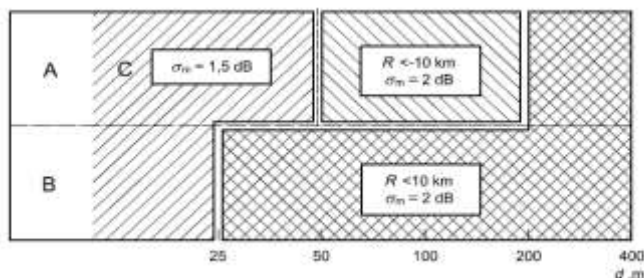 A
C
σm = 1,5 dB
R <-10 km
σm = 2 dB
B
R <10 km
σm = 2 dB
25 50 100 200 400
d, m